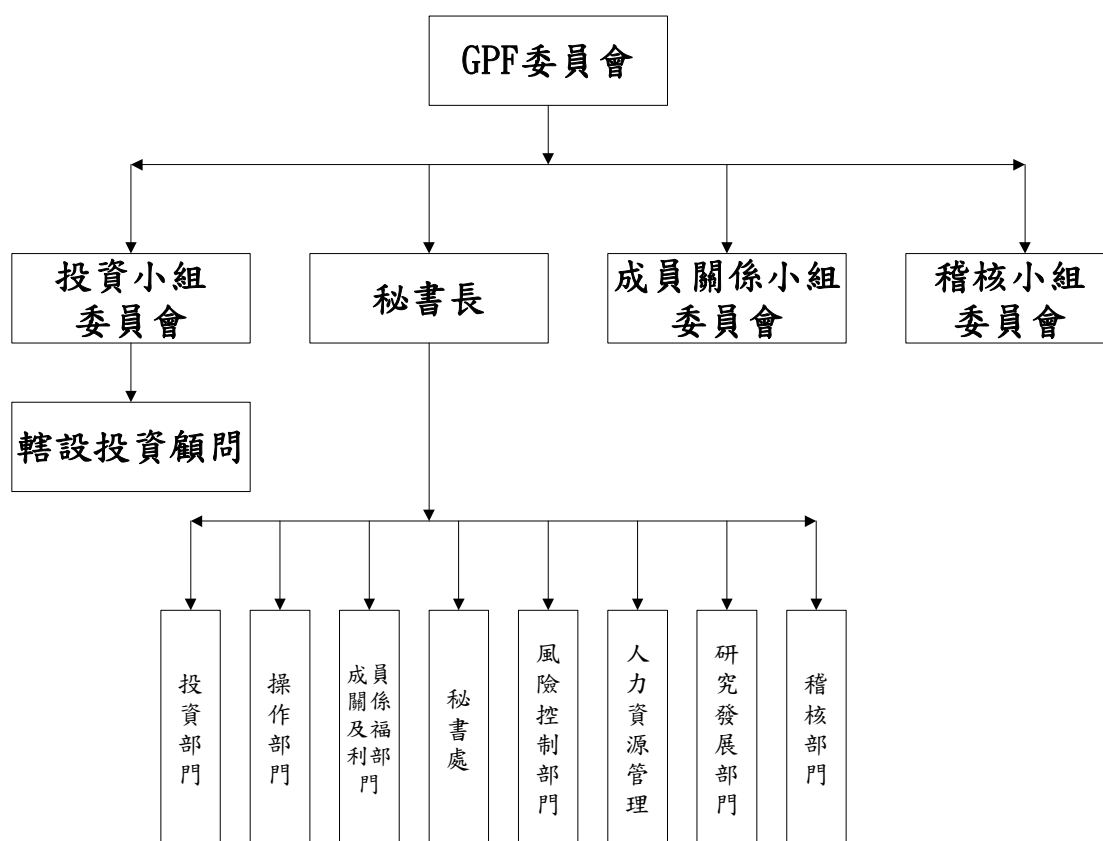 GPF委員會
投資小組
委員會
秘書長
成員關係小組
委員會
稽核小組
委員會
轄設投資顧問
投資部門
操作部門
成員
關係
及福
利部
門
秘書處
風險控制部門
人力資源管理
研究發展部門
稽核部門